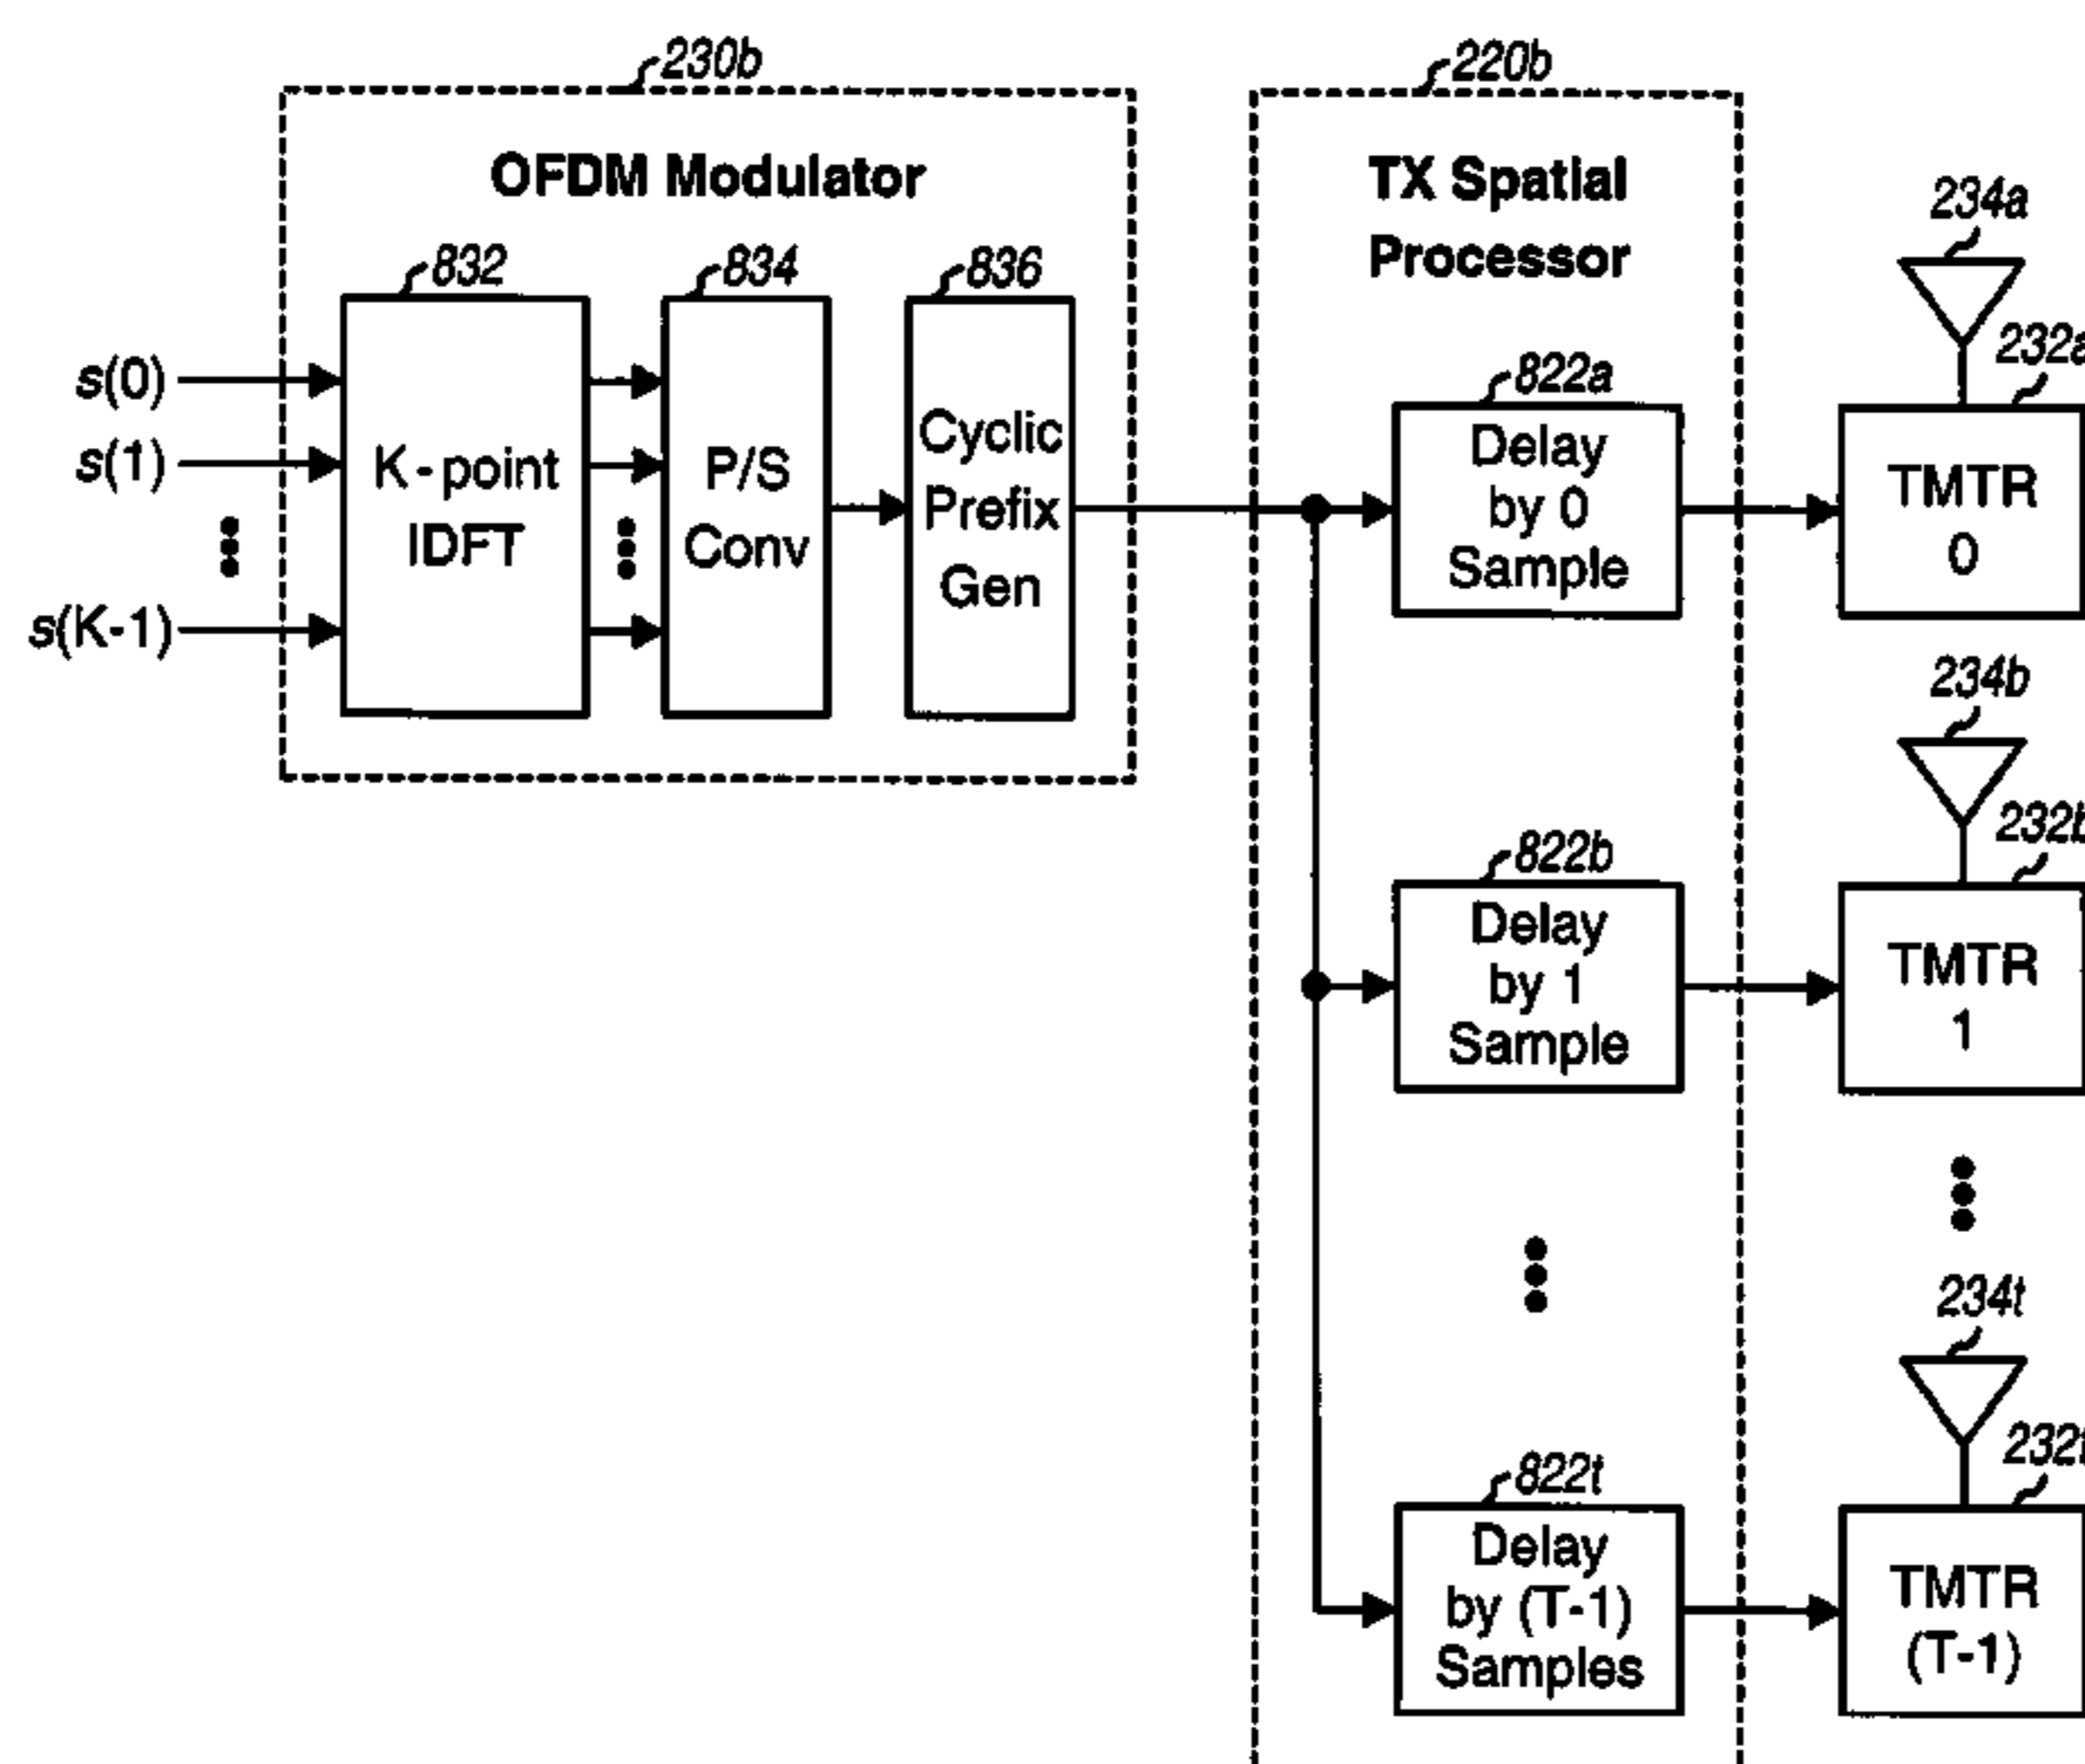 230b
OFDM Modulator
832
834
836
s(0)
s(1)
s(K-1)
K-point
IDFT
P/S
Conv
Cyclic
Prefix
Gen
220b
TX Spatial
Processor
822a
Delay
by 0
Sample
234a
232a
TMTR
0
822b
Delay
by 1
Sample
234b
232b
TMTR
1
822t
Delay
by (T-1)
Samples
234t
232t
TMTR
(T-1)